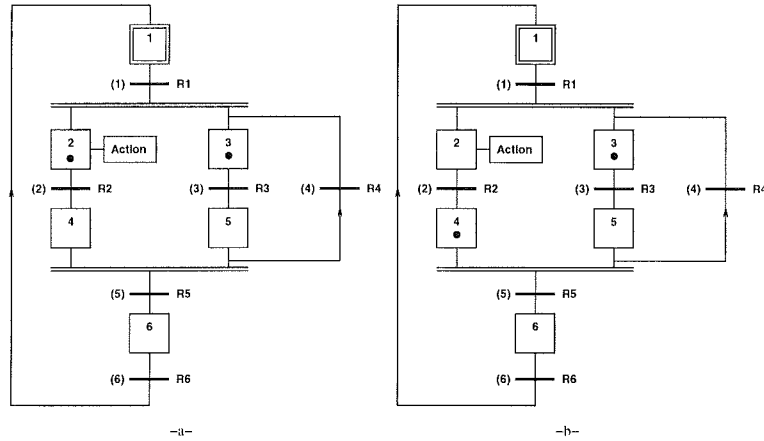 1
(1) R1
2 Action 3
(2) R2 (3) R3 (4) R4
4 5
(5) R5
6
(6) R6
-a-
1
(1) R1
2 Action 3
(2) R2 (3) R3 (4) R4
4 5
(5) R5
6
(6) R6
-b-